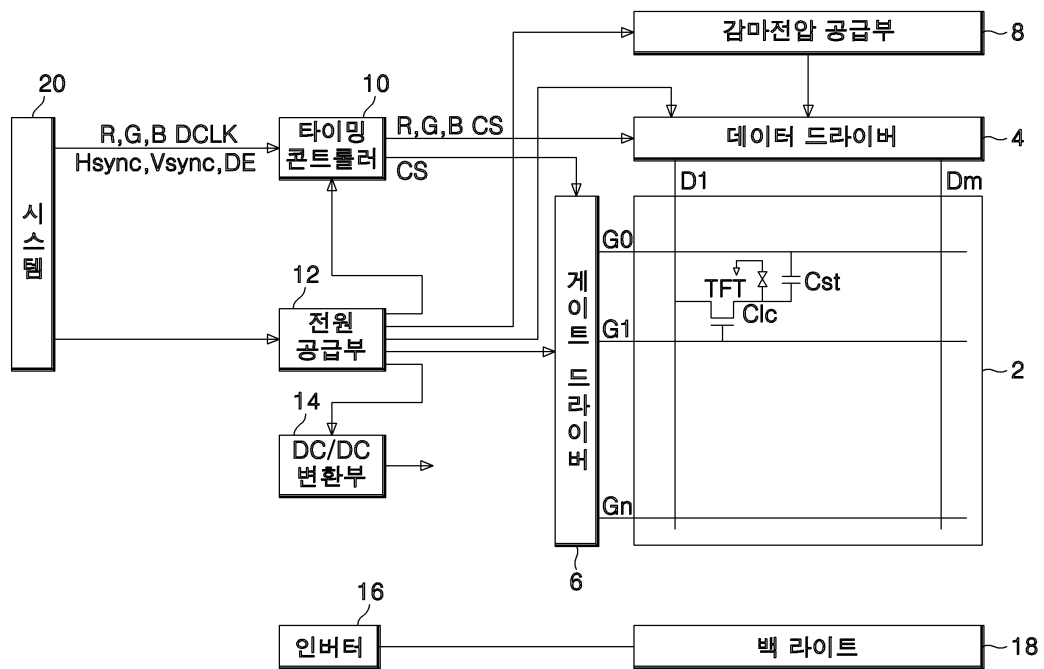 감마전압 공급부
8
20
10
R,G,B DCLK
Hsync,Vsync,DE
타이밍
콘트롤러
R,G,B CS
CS
데이터 드라이버
4
D1
Dm
시스템
G0
TFT
Clc
Cst
12
전원
공급부
게이트 드라이버
G1
2
14
DC/DC
변환부
Gn
6
16
인버터
백 라이트
18